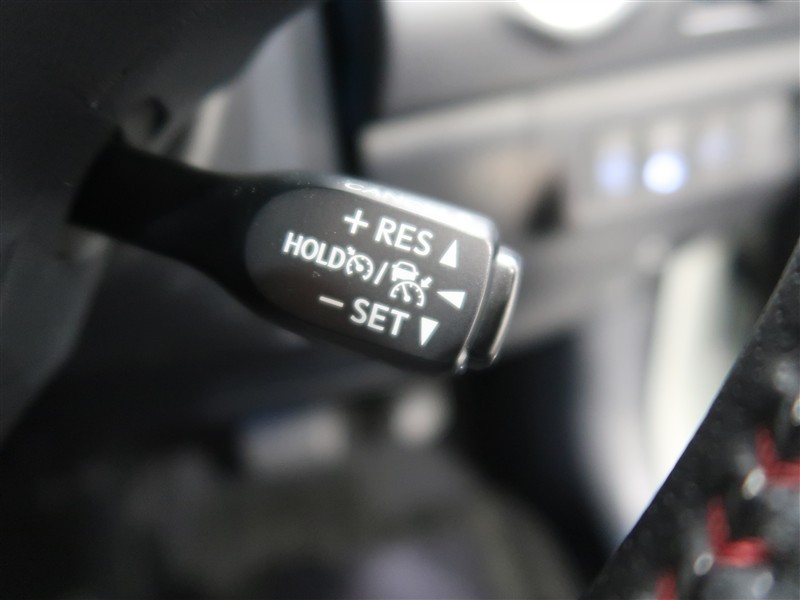 + RES
HOLD /
− SET